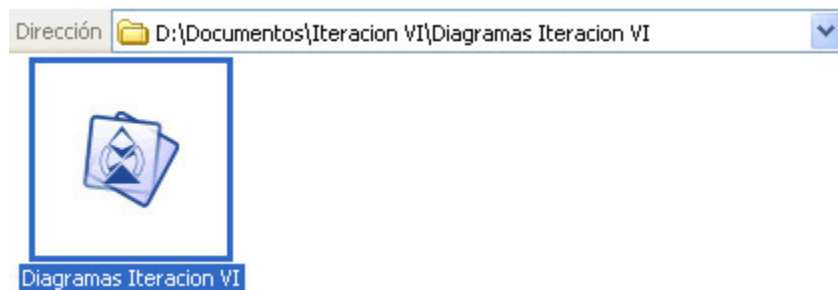 Dirección D:\Documentos\Iteracion VI\Diagramas Iteracion VI
Diagramas Iteracion VI